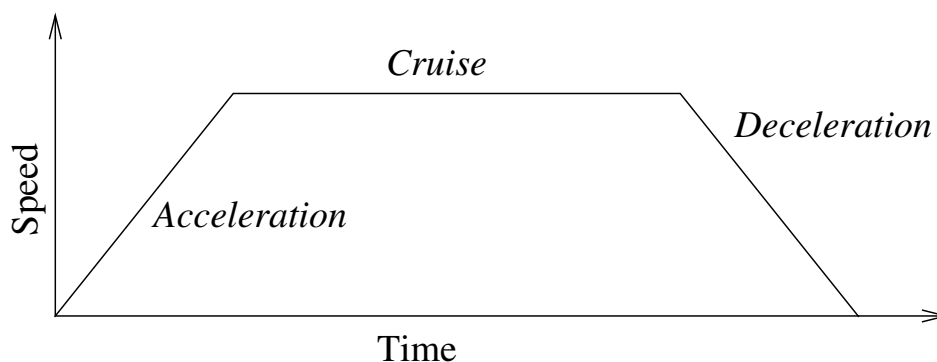 Cruise
Deceleration
Acceleration
Speed
Time